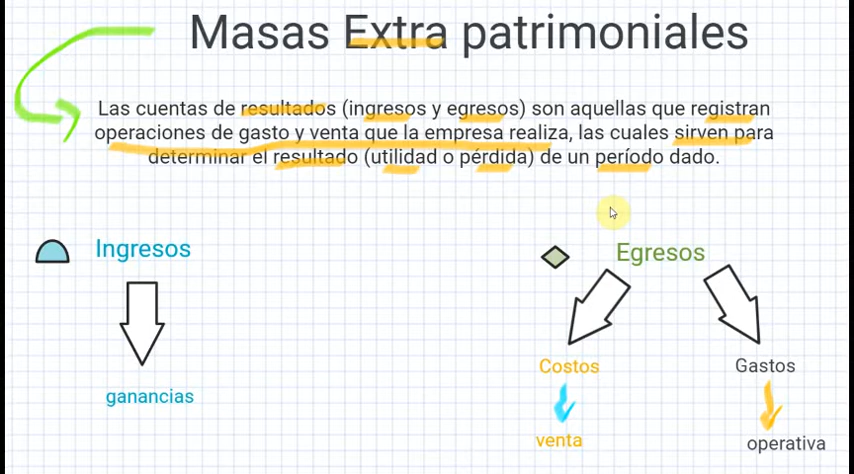 Masas Extra patrimoniales
Las cuentas de resultados (ingresos y egresos) son aquellas que registran
operaciones de gasto y venta que la empresa realiza, las cuales sirven para
determinar el resultado (utilidad o pérdida) de un período dado.
Ingresos
Egresos
Costos
Gastos
ganancias
venta
operativa